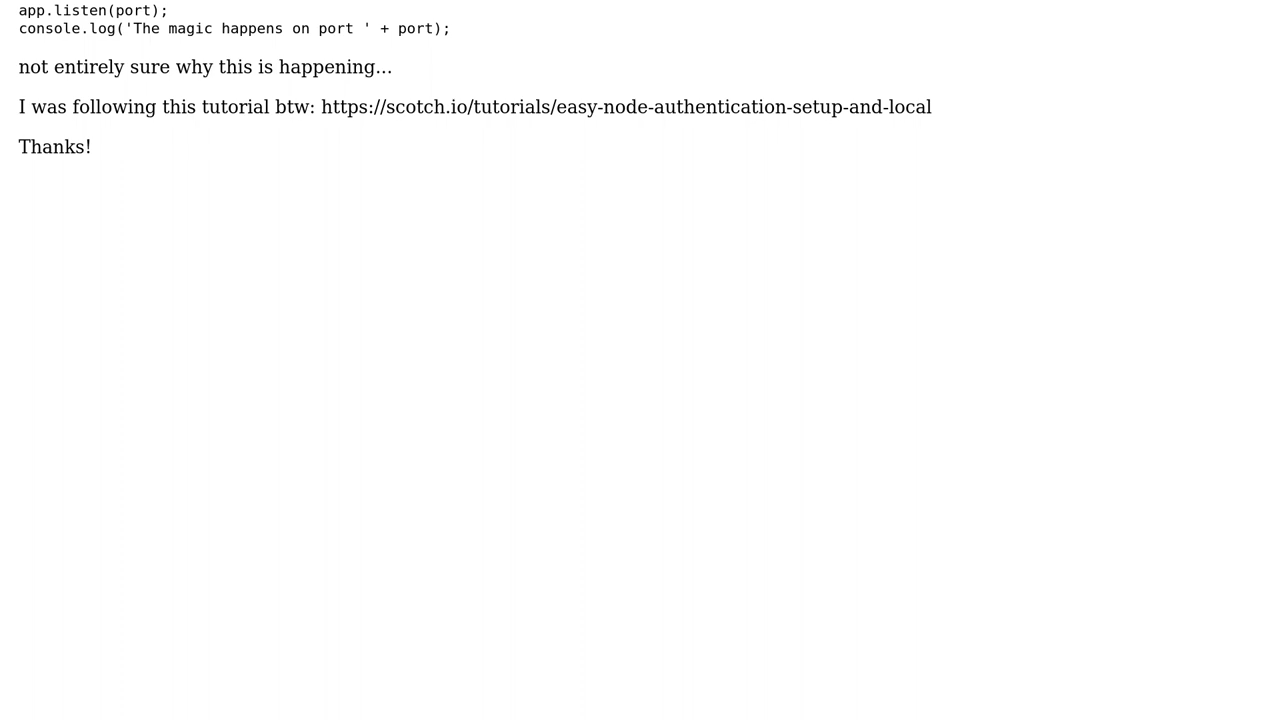 app.listen(port);
console.log('The magic happens on port ' + port);
not entirely sure why this is happening...
I was following this tutorial btw: https://scotch.io/tutorials/easy-node-authentication-setup-and-local
Thanks!